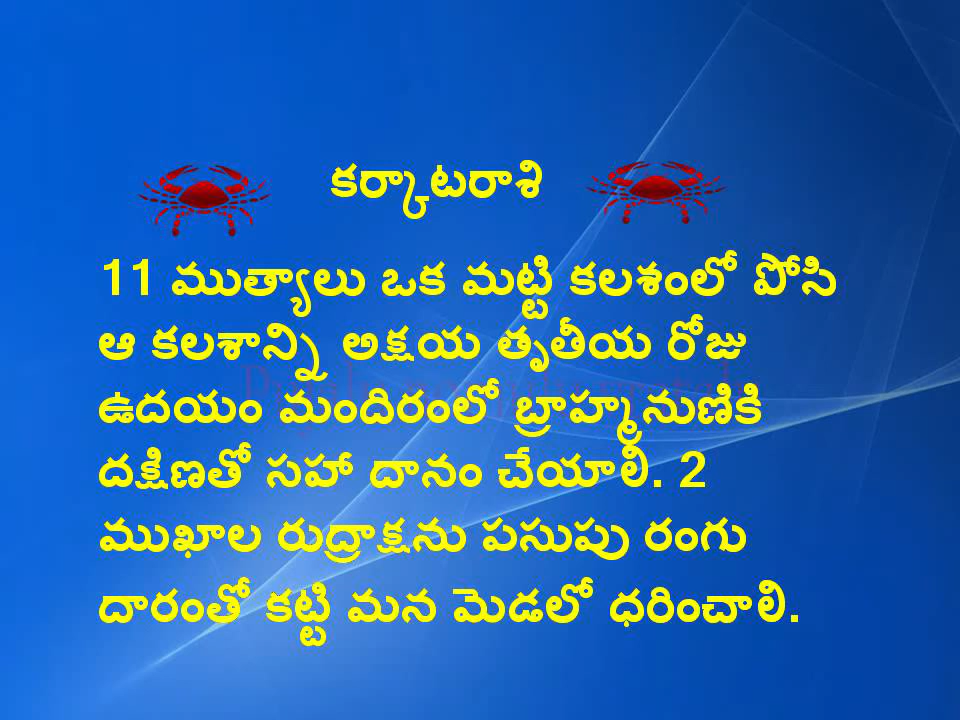 కర్కాటరాశి
11 ముత్యాలు ఒక మట్టి కలశంలో పోసి
ఆ కలశాన్ని అక్షయ తృతీయ రోజు
ఉదయం మందిరంలో బ్రాహ్మనుణికి
దక్షిణతో సహా దానం చేయాలి. 2
ముఖాల రుద్రాక్షను పసుపు రంగు
దారంతో కట్టి మన మెడలో ధరించాలి.